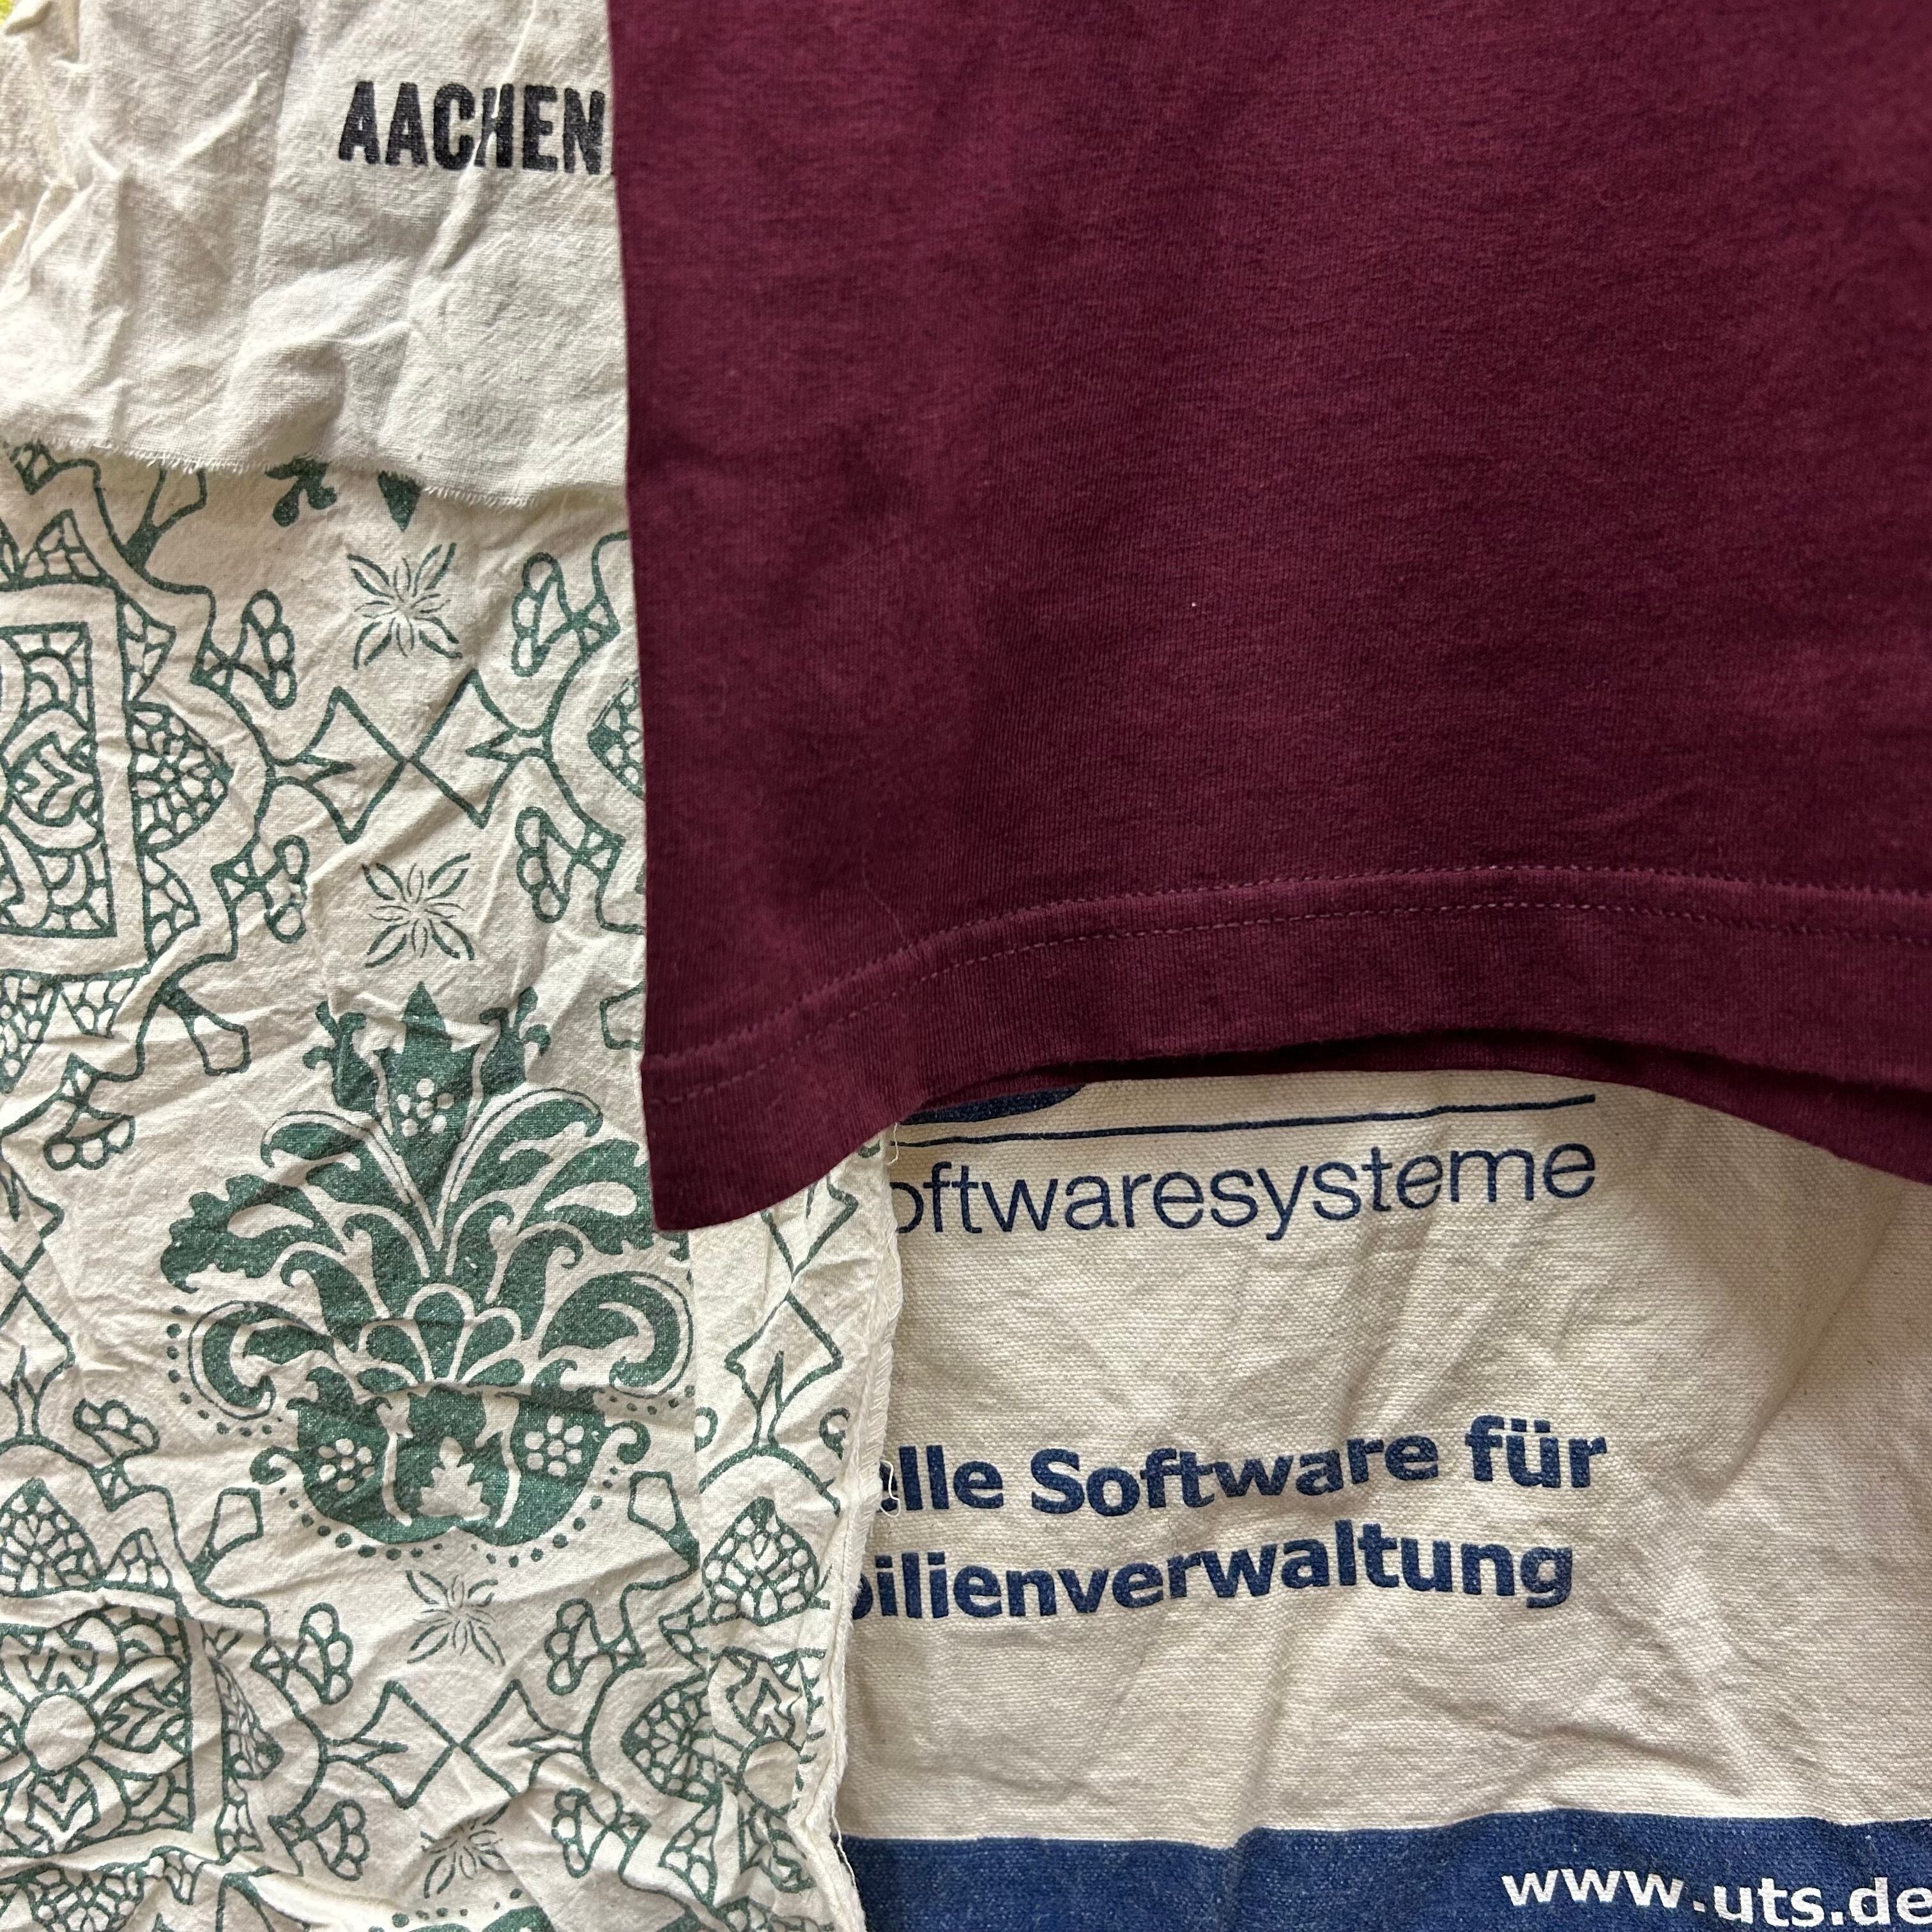 AACHEN
oftwaresysteme
elle Software für
bilienverwaltung
www.uts.de